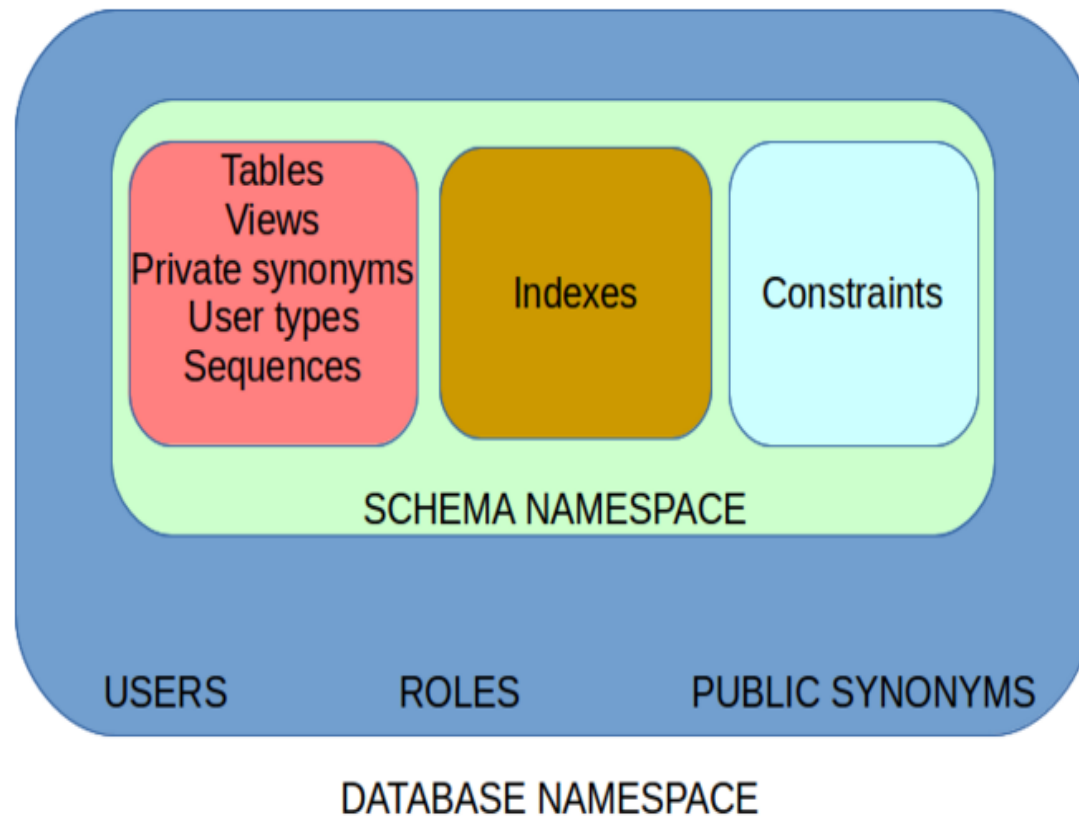 Tables
Views
Private synonyms
User types
Sequences
Indexes
Constraints
SCHEMA NAMESPACE
USERS
ROLES
PUBLIC SYNONYMS
DATABASE NAMESPACE